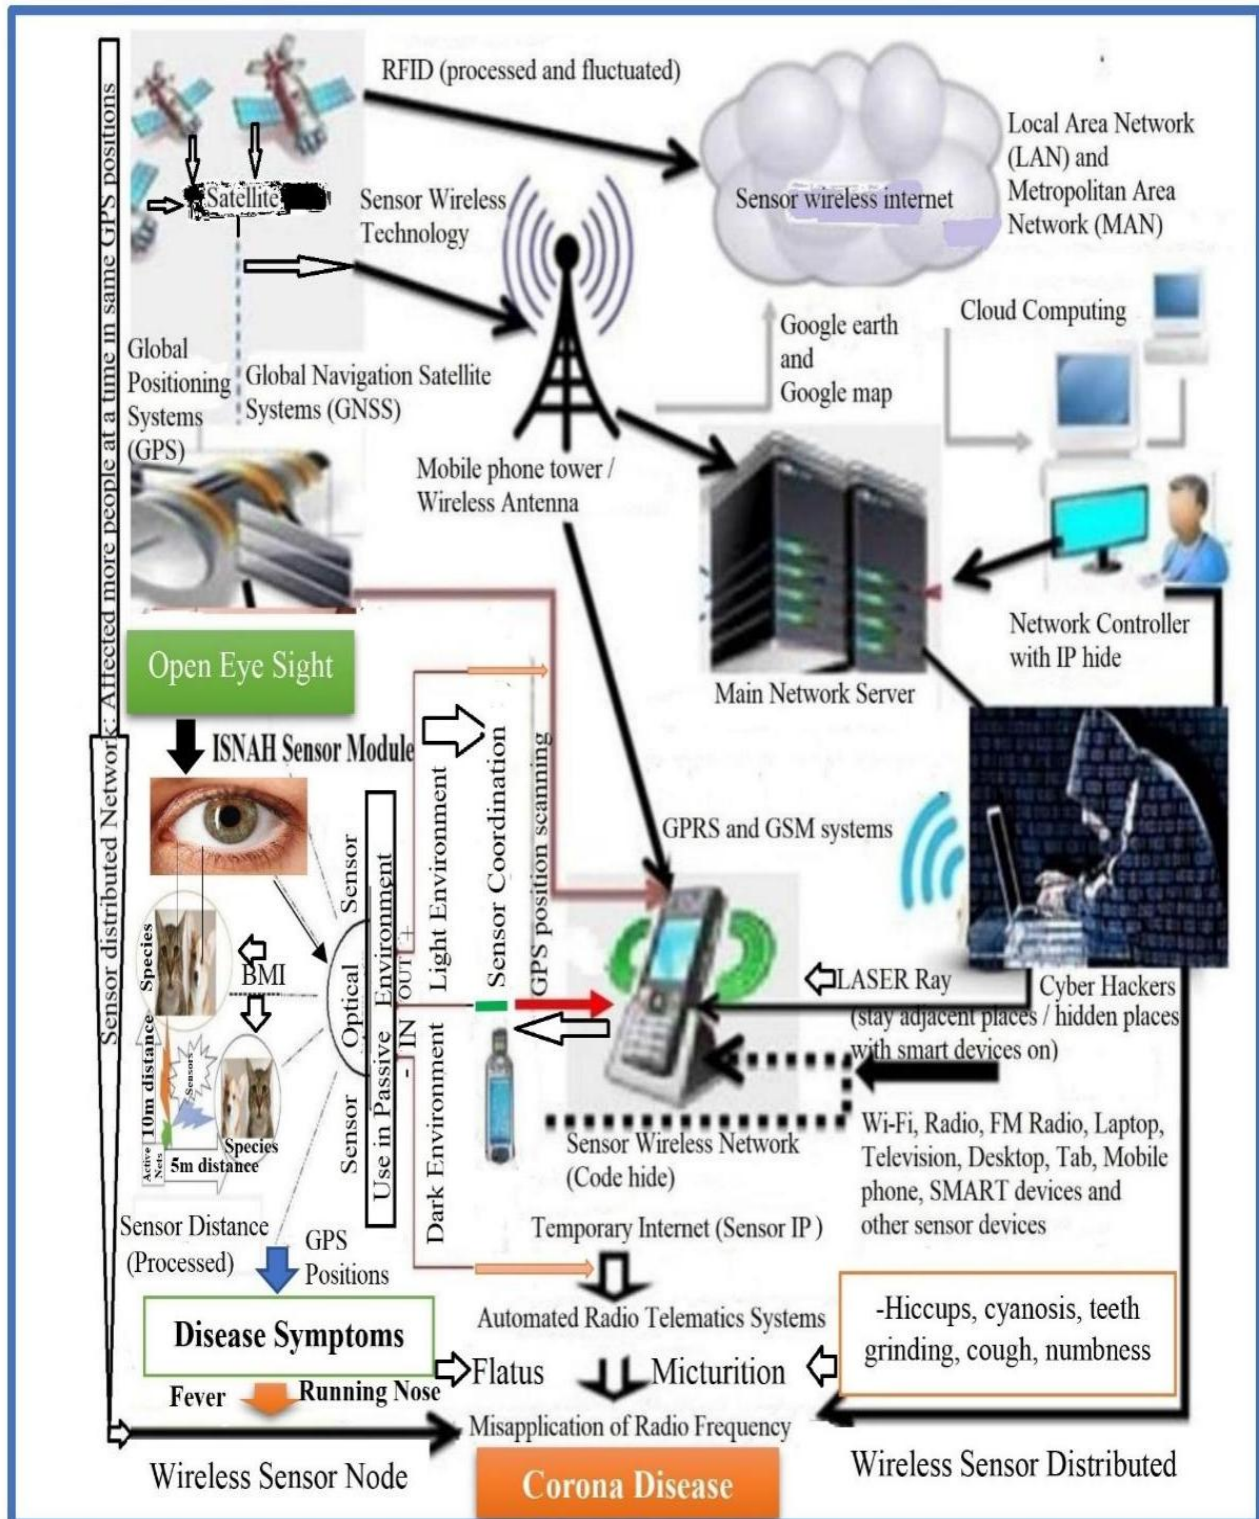 RFID (processed and fluctuated)
Local Area Network
(LAN) and
Metropolitan Area
Network (MAN)
Sensor wireless internet
Satellite
Sensor Wireless
Technology
Cloud Computing
Google earth
and
Google map
Global
Positioning
Systems
(GPS)
Global Navigation Satellite
Systems (GNSS)
Mobile phone tower /
Wireless Antenna
Network Controller
with IP hide
Main Network Server
Sensor distributed Network: Affected more people at a time in same GPS positions
Open Eye Sight
ISNAH Sensor Module
GPRS and GSM systems
Sensor Optical Sensor
Use in Passive Environment
- IN OUT +
Dark Environment Light Environment
Sensor Coordination
GPS position scanning
Species
BMI
10m distance
Sensors
Active Nets
5m distance
Species
LASER Ray
Cyber Hackers
(stay adjacent places / hidden places
with smart devices on)
Sensor Wireless Network
(Code hide)
Wi-Fi, Radio, FM Radio, Laptop,
Television, Desktop, Tab, Mobile
phone, SMART devices and
other sensor devices
Sensor Distance
(Processed)
GPS
Positions
Temporary Internet (Sensor IP )
Automated Radio Telematics Systems
Disease Symptoms
-Hiccups, cyanosis, teeth
grinding, cough, numbness
Flatus
Micturition
Fever
Running Nose
Misapplication of Radio Frequency
Wireless Sensor Node
Corona Disease
Wireless Sensor Distributed